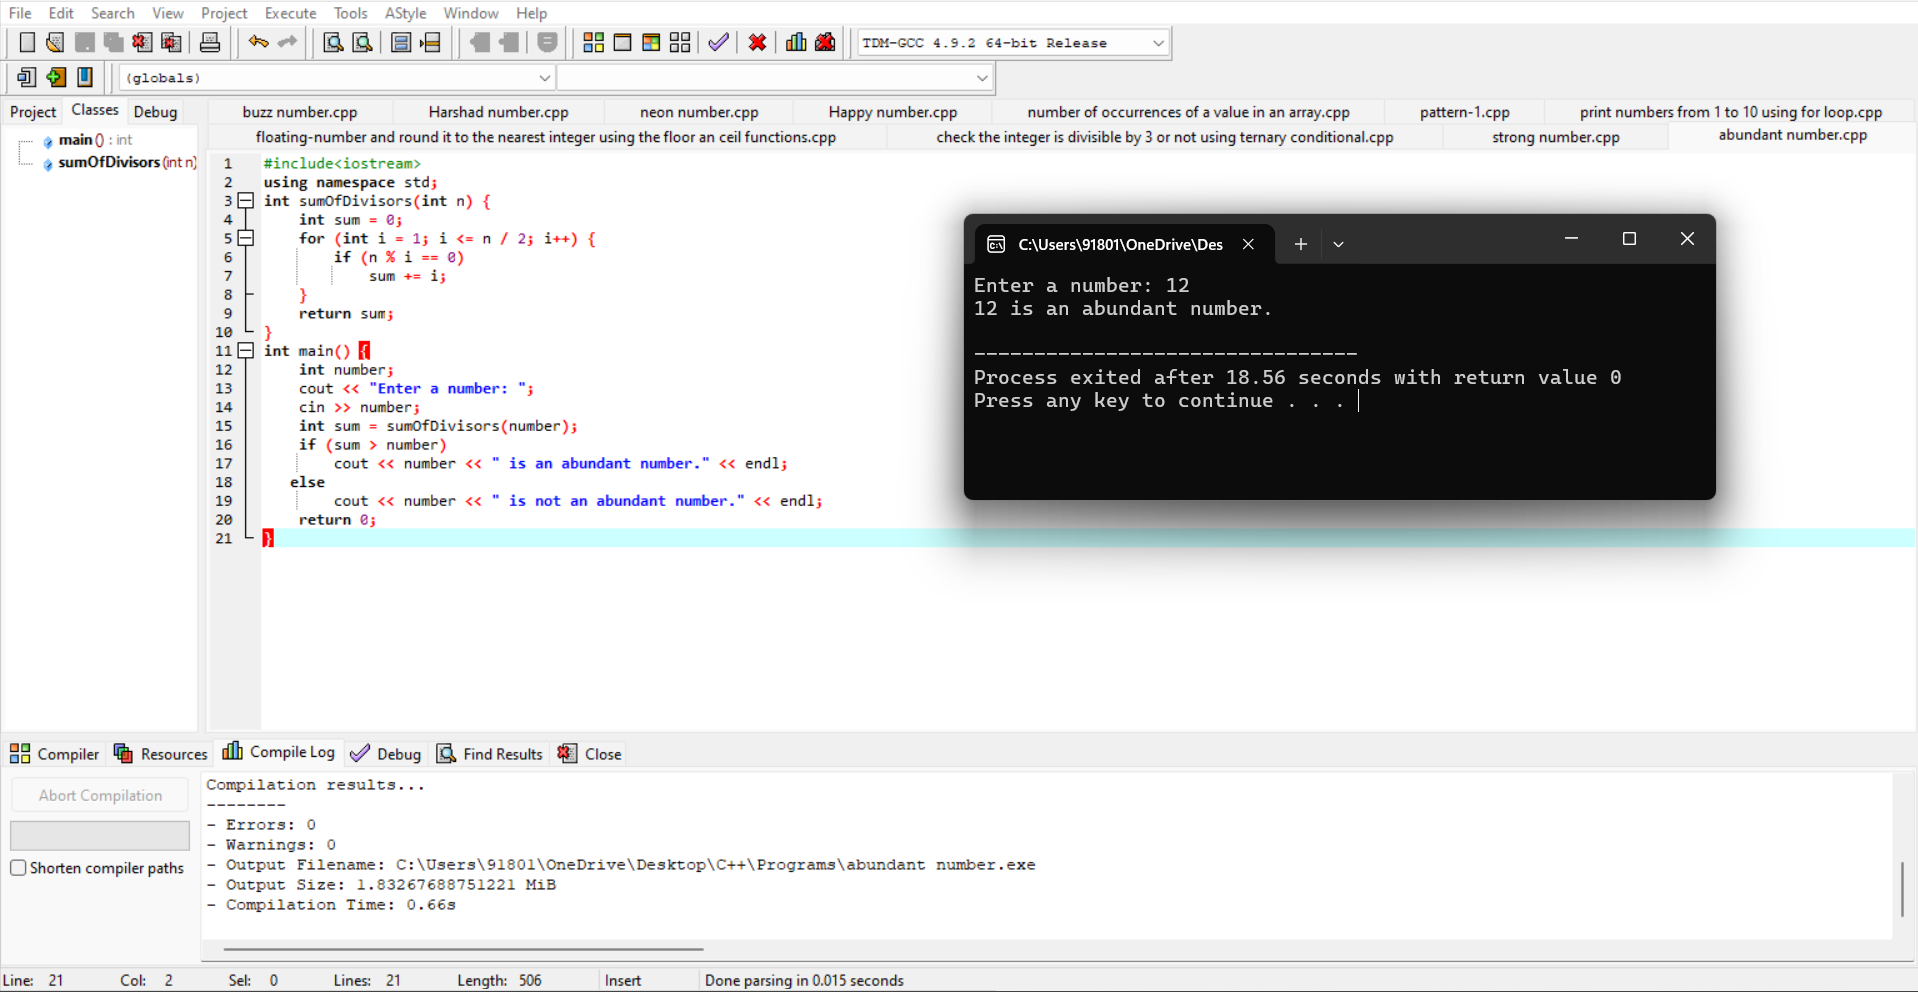 File Edit Search View Project Execute Tools AStyle Window Help
TDM-GCC 4.9.2 64-bit Release
(globals)
Project Classes Debug
buzz number.cpp Harshad number.cpp neon number.cpp Happy number.cpp number of occurrences of a value in an array.cpp pattern-1.cpp print numbers from 1 to 10 using for loop.cpp
floating-number and round it to the nearest integer using the floor an ceil functions.cpp check the integer is divisible by 3 or not using ternary conditional.cpp strong number.cpp abundant number.cpp
main () : int
sumOfDivisors (int n)
1 #include<iostream>
2 using namespace std;
3 int sumOfDivisors(int n) {
4 int sum = 0;
5 for (int i = 1; i <= n / 2; i++) {
6 if (n % i == 0)
7 sum += i;
8 }
9 return sum;
10 }
11 int main() {
12 int number;
13 cout << "Enter a number: ";
14 cin >> number;
15 int sum = sumOfDivisors(number);
16 if (sum > number)
17 cout << number << " is an abundant number." << endl;
18 else
19 cout << number << " is not an abundant number." << endl;
20 return 0;
21 }
C:\Users\91801\OneDrive\Des
Enter a number: 12
12 is an abundant number.
--------------------------------
Process exited after 18.56 seconds with return value 0
Press any key to continue . . .
Compiler Resources Compile Log Debug Find Results Close
Abort Compilation
Shorten compiler paths
Compilation results...
--------
- Errors: 0
- Warnings: 0
- Output Filename: C:\Users\91801\OneDrive\Desktop\C++\Programs\abundant number.exe
- Output Size: 1.83267688751221 MiB
- Compilation Time: 0.66s
Line: 21 Col: 2 Sel: 0 Lines: 21 Length: 506 Insert Done parsing in 0.015 seconds